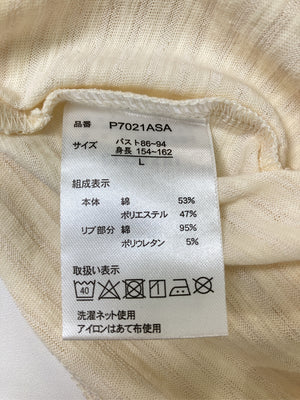 品番 P7021ASA
サイズ バスト86~94
身長 154~162
L
組成表示
本体 綿 53%
ポリエステル 47%
リブ部分 綿 95%
ポリウレタン 5%
取扱い表示
40
洗濯ネット使用
アイロンはあて布使用